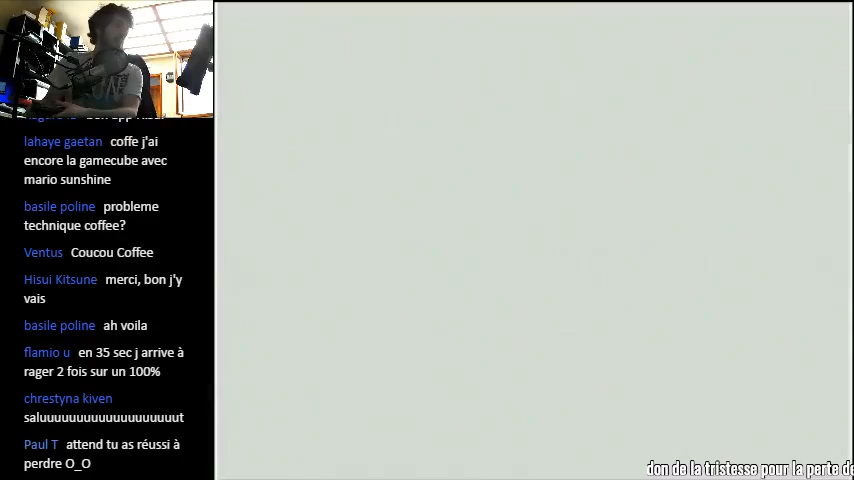 lahaye gaetan coffe j'ai
encore la gamecube avec
mario sunshine
basile poline probleme
technique coffee?
Ventus Coucou Coffee
Hisui Kitsune merci, bon j'y
vais
basile poline ah voila
flamio u en 35 sec j arrive à
rager 2 fois sur un 100%
chrestyna kiven
saluuuuuuuuuuuuuuuuuut
Paul T attend tu as réussi à
perdre O_O
don de la tristesse pour la perte de